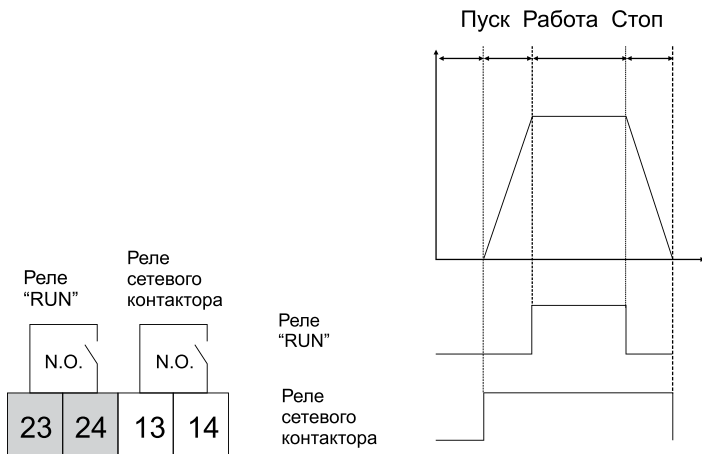 Пуск Работа Стоп
Реле
“RUN”
Реле
сетевого
контактора
N.O.
N.O.
23 24 13 14
Реле
“RUN”
Реле
сетевого
контактора